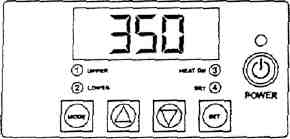 350
1 UPPER HEAT ON 3
2 LOWER SET 4
POWER
MODE SET